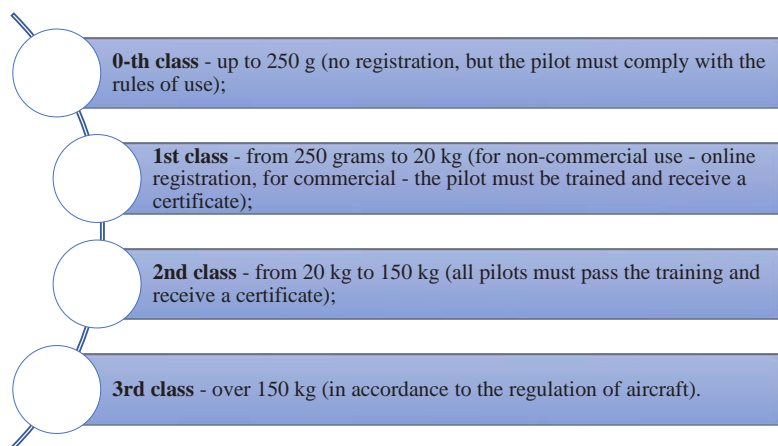 0-th class - up to 250 g (no registration, but the pilot must comply with the
rules of use);
1st class - from 250 grams to 20 kg (for non-commercial use - online
registration, for commercial - the pilot must be trained and receive a
certificate);
2nd class - from 20 kg to 150 kg (all pilots must pass the training and
receive a certificate);
3rd class - over 150 kg (in accordance to the regulation of aircraft).